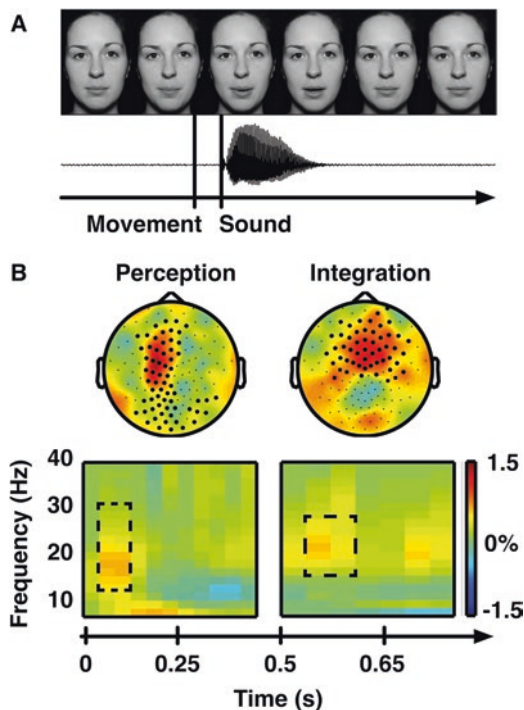 A
Movement Sound
B
Perception Integration
40
30
20
10
Frequency (Hz)
1.5
0%
-1.5
0 0.25 0.5 0.65
Time (s)